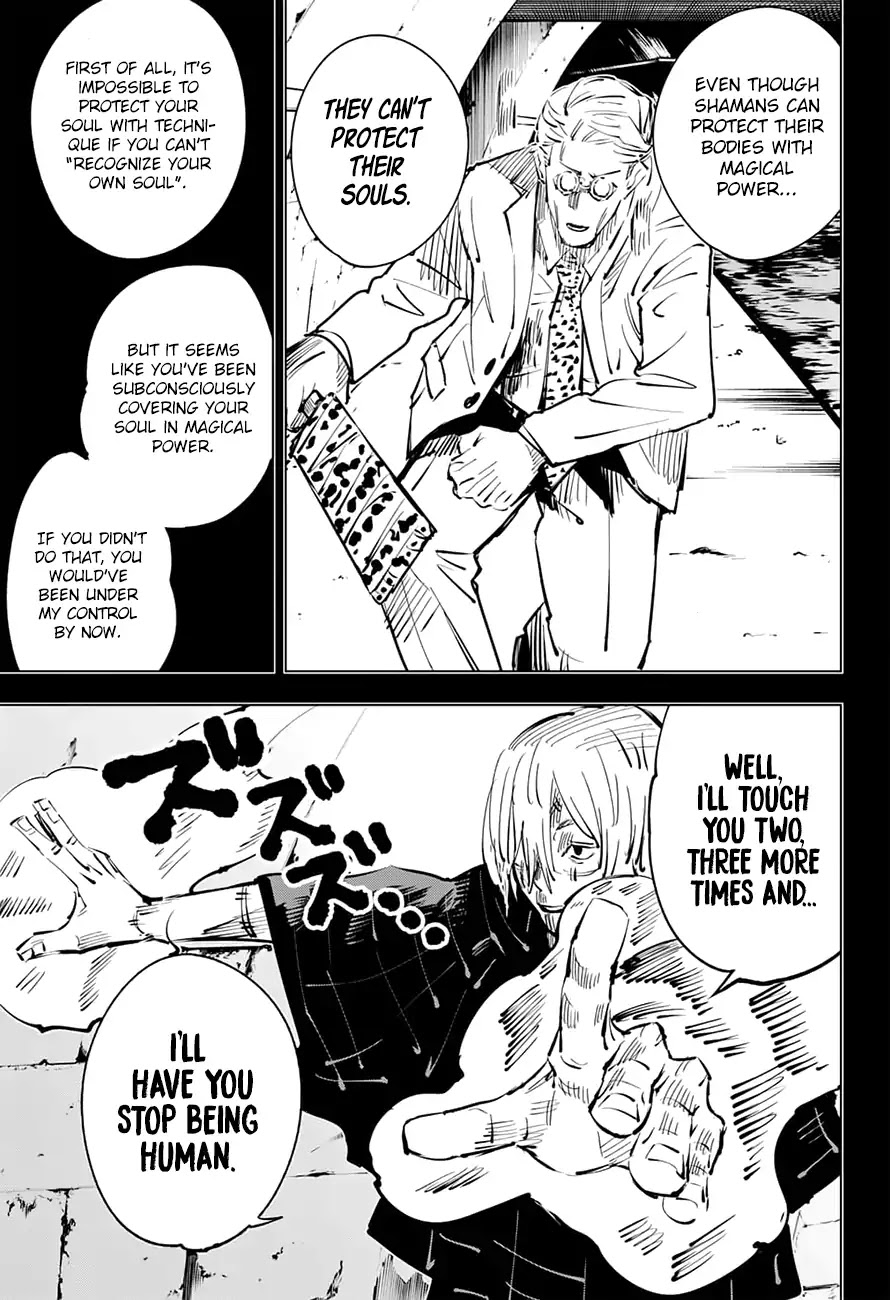 EVEN THOUGH
SHAMANS CAN
PROTECT THEIR
BODIES WITH
MAGICAL
POWER...
THEY CAN'T
PROTECT
THEIR
SOULS.
FIRST OF ALL, IT'S
IMPOSSIBLE TO
PROTECT YOUR
SOUL WITH TECHNI-
QUE IF YOU CAN'T
"RECOGNIZE YOUR
OWN SOUL".
BUT IT SEEMS
LIKE YOU'VE BEEN
SUBCONSCIOUSLY
COVERING YOUR
SOUL IN MAGICAL
POWER.
IF YOU DIDN'T
DO THAT, YOU
WOULD'VE
BEEN UNDER
MY CONTROL
BY NOW.
WELL,
I'LL TOUCH
YOU TWO,
THREE MORE
TIMES AND...
ズズズ...
I'LL
HAVE YOU
STOP BEING
HUMAN.